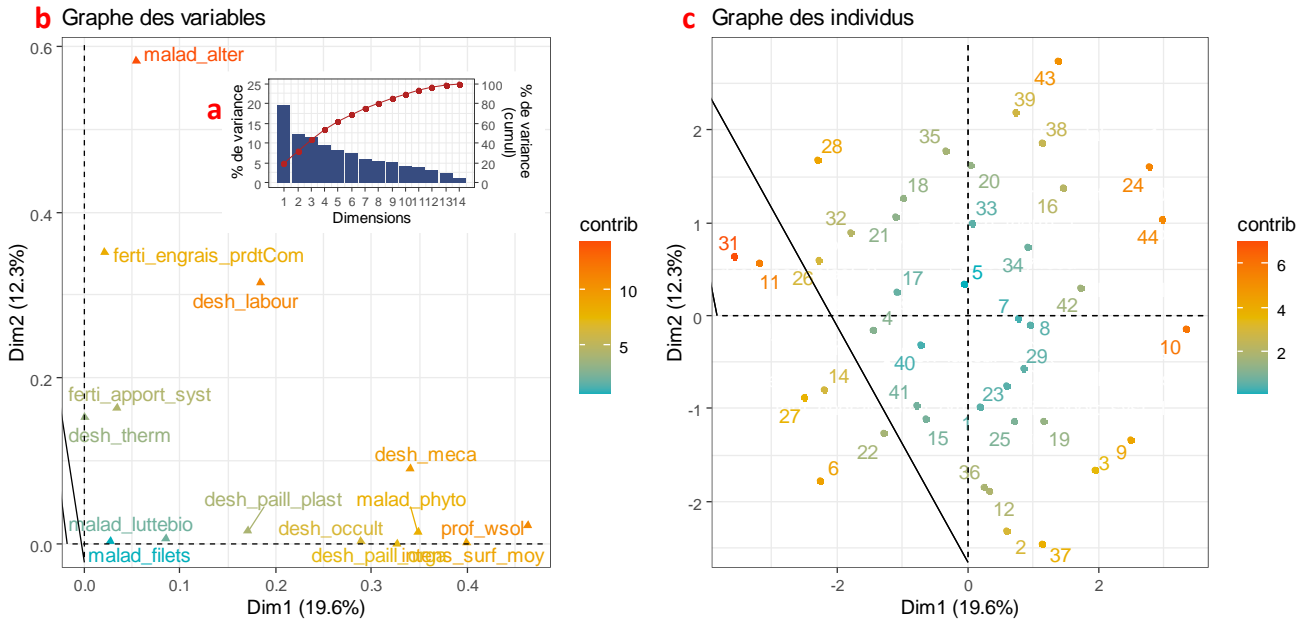 b Graphe des variables
0.6
0.4
0.2
0.0
Dim2 (12.3%)
0.0 0.1 0.2 0.3 0.4
Dim1 (19.6%)
malad_alter
ferti_engrais_prdtCom
desh_labour
ferti_apport_syst
desh_therm
desh_meca
desh_paill_plast
malad_phyto
malad_luttebio
desh_occult
prof_wsol
malad_filets
a
25
20
15
10
5
0
% de variance
100
80
60
40
20
0
% de variance
(cumul)
1 2 3 4 5 6 7 8 9 10 11 12 13 14
Dimensions
contrib
10
5
c Graphe des individus
2
1
0
-1
-2
Dim2 (12.3%)
-2 0 2
Dim1 (19.6%)
43
39
38
35
28
20
24
18
16
33
32
21
44
34
31
11
26
17
5
42
7
8
4
10
40
29
14
41
23
27
1
15
25
19
22
9
3
6
36
12
2
37
contrib
6
4
2